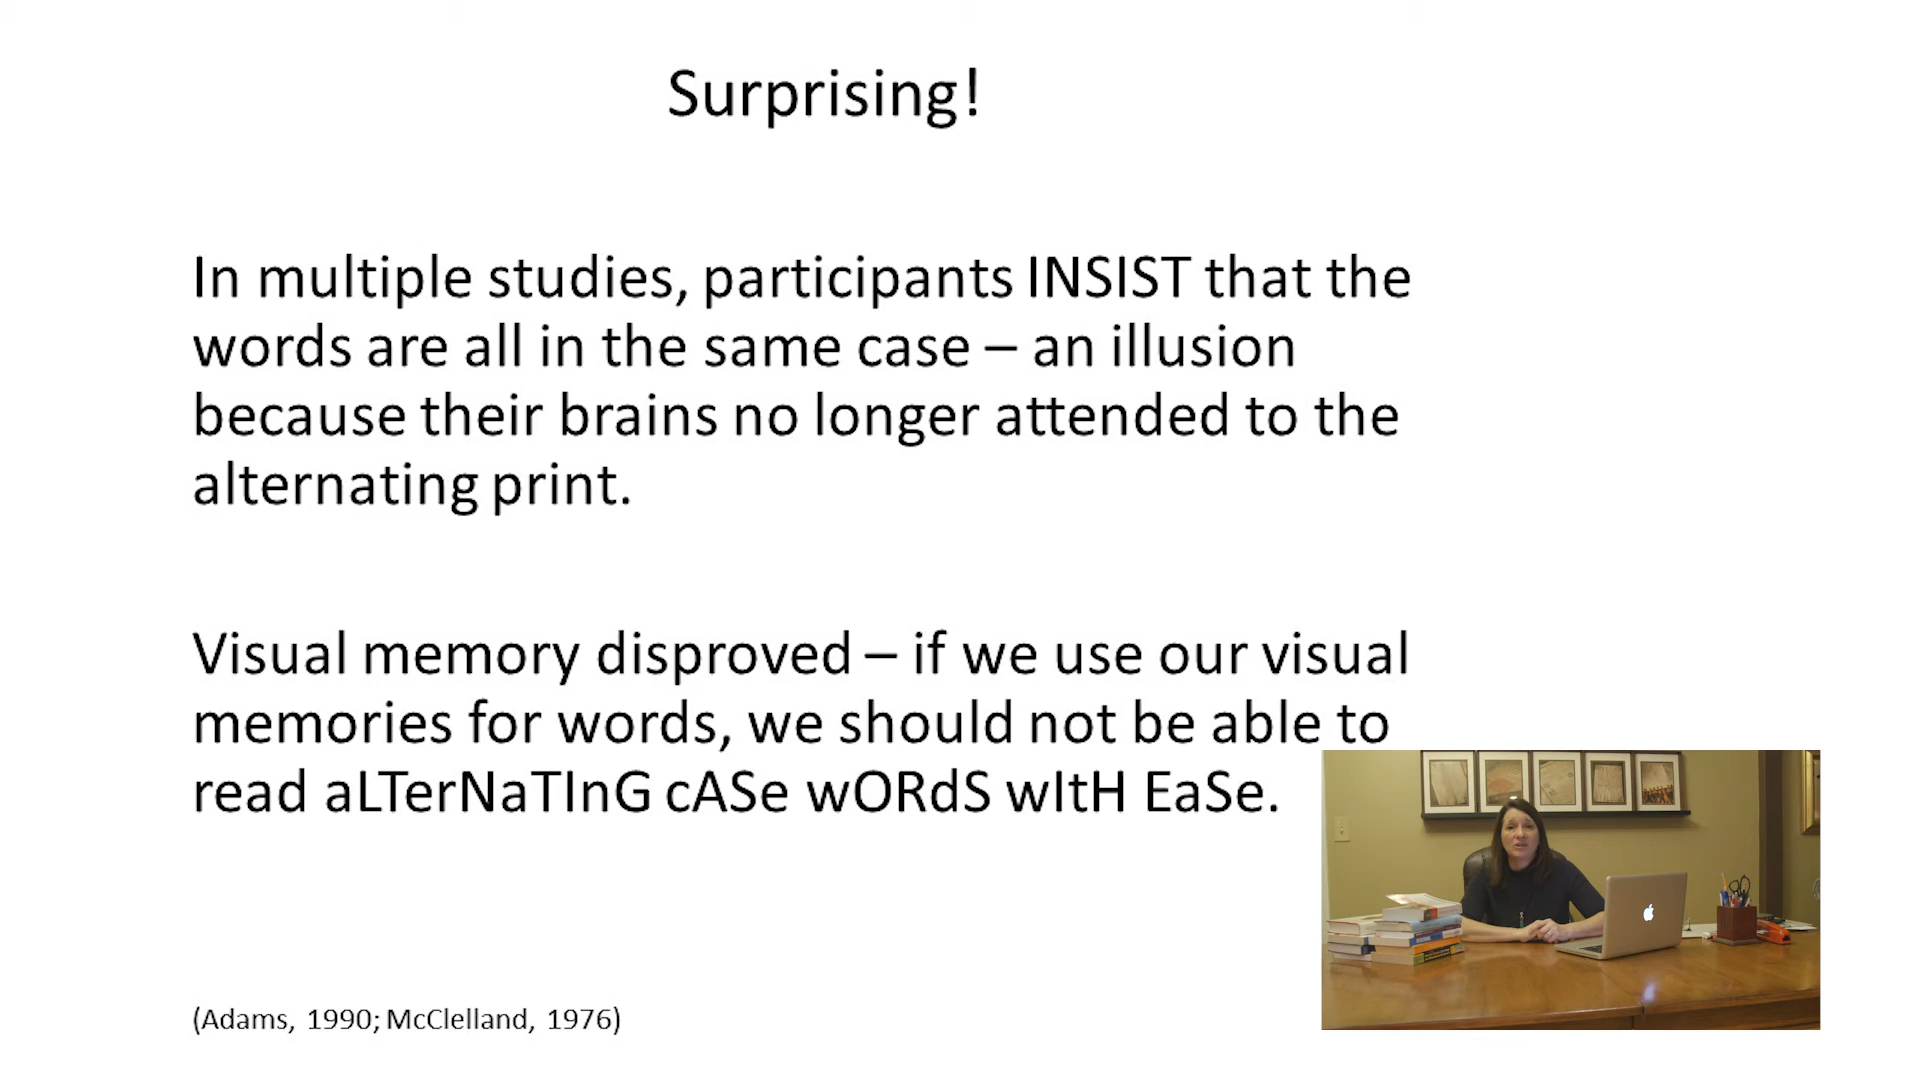 Surprising!
In multiple studies, participants INSIST that the
words are all in the same case – an illusion
because their brains no longer attended to the
alternating print.
Visual memory disproved – if we use our visual
memories for words, we should not be able to
read aLTerNaTInG cASe wORdS wItH EaSe.
(Adams, 1990; McClelland, 1976)